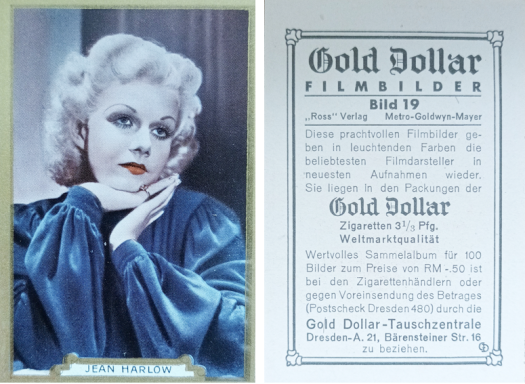 JEAN HARLOW
Gold Dollar
FILMBILDER
Bild 19
„Ross" Verlag Metro-Goldwyn-Mayer
Diese prachtvollen Filmbilder ge-
ben in leuchtenden Farben die
beliebtesten Filmdarsteller in
neuesten Aufnahmen wieder.
Sie liegen in den Packungen der
Gold Dollar
Zigaretten 3⅓ Pfg.
Weltmarktqualität
Wertvolles Sammelalbum für 100
Bilder zum Preise von RM -.50 ist
bei den Zigarettenhändlern oder
gegen Voreinsendung des Betrages
(Postscheck Dresden 480) durch die
Gold Dollar-Tauschzentrale
Dresden-A. 21, Bärensteiner Str. 16
zu beziehen.